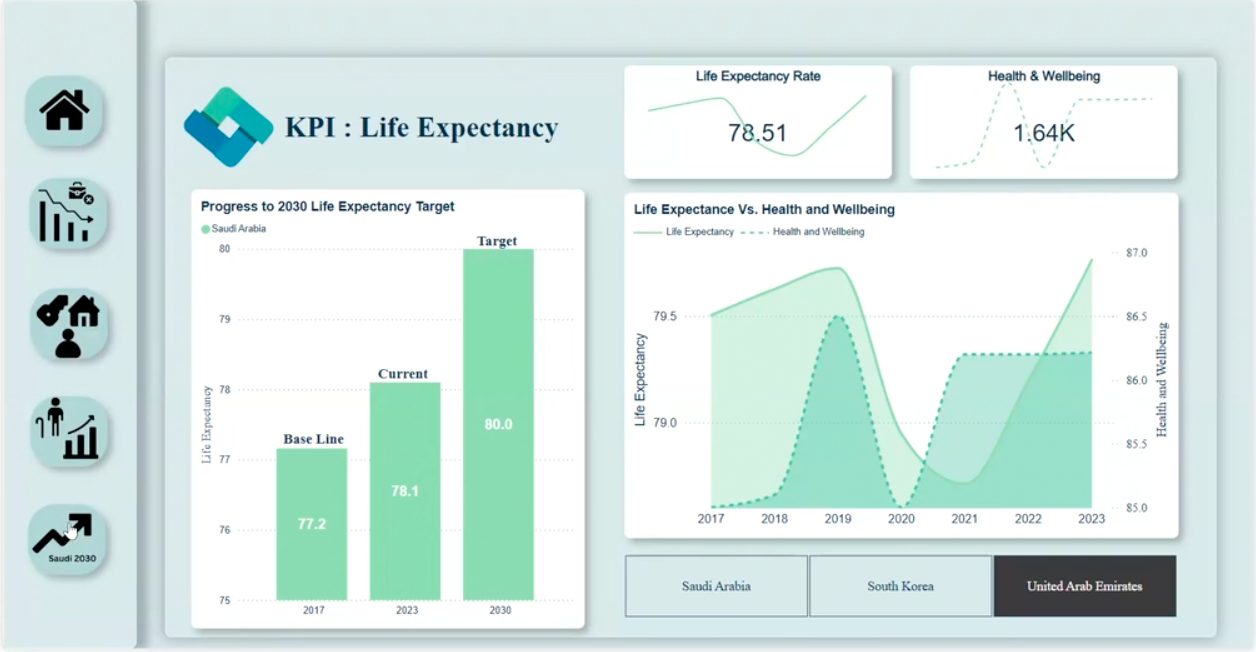 KPI : Life Expectancy
Life Expectancy Rate
78.51
Health & Wellbeing
1.64K
Progress to 2030 Life Expectancy Target
Saudi Arabia
Life Expectancy
80
79
78
77
76
75
Base Line
77.2
Current
78.1
Target
80.0
2017
2023
2030
Life Expectance Vs. Health and Wellbeing
Life Expectancy
Health and Wellbeing
Life Expectancy
79.5
79.0
87.0
86.5
86.0
85.5
85.0
Health and Wellbeing
2017
2018
2019
2020
2021
2022
2023
Saudi Arabia
South Korea
United Arab Emirates
Saudi 2030